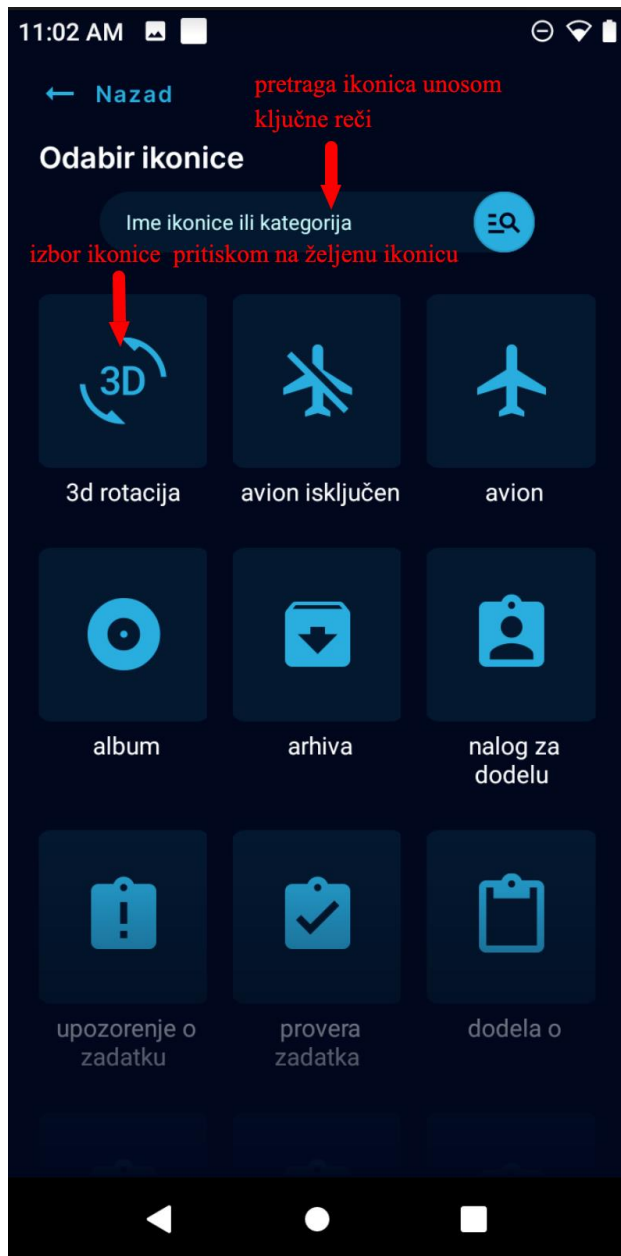 11:02 AM
Nazad
pretraga ikonica unosom
ključne reči
Odabir ikonice
Ime ikonice ili kategorija
izbor ikonice pritiskom na željenu ikonicu
3D
3d rotacija
avion isključen
avion
album
arhiva
nalog za
dodelu
upozorenje o
zadatku
provera
zadatka
dodela o